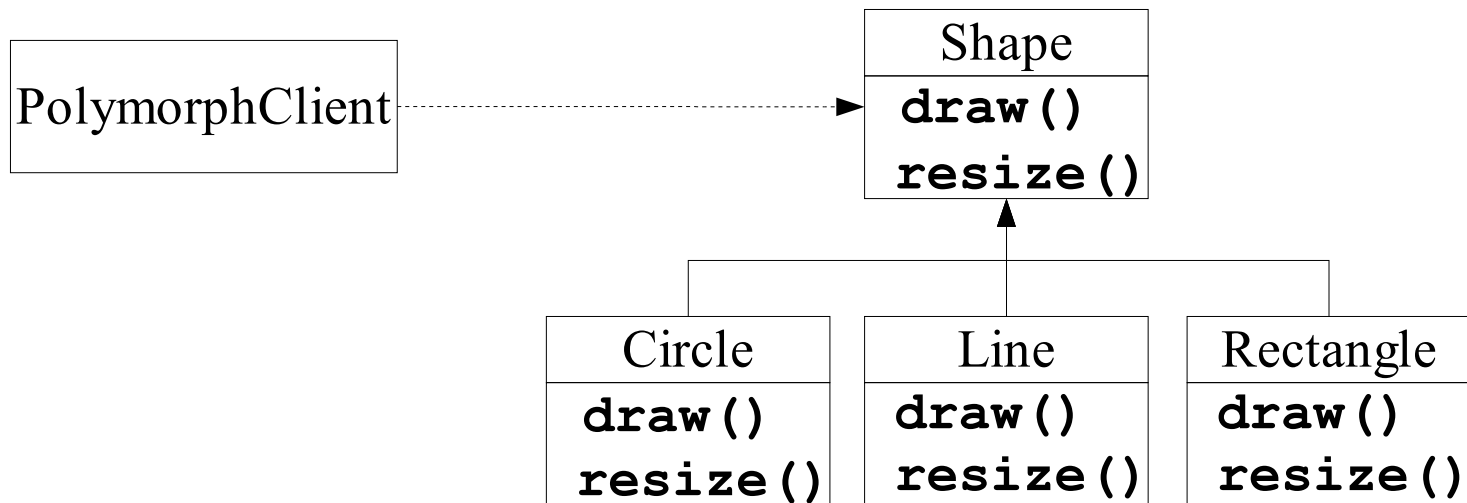 PolymorphClient
Shape
draw()
resize()
Circle
draw()
resize()
Line
draw()
resize()
Rectangle
draw()
resize()